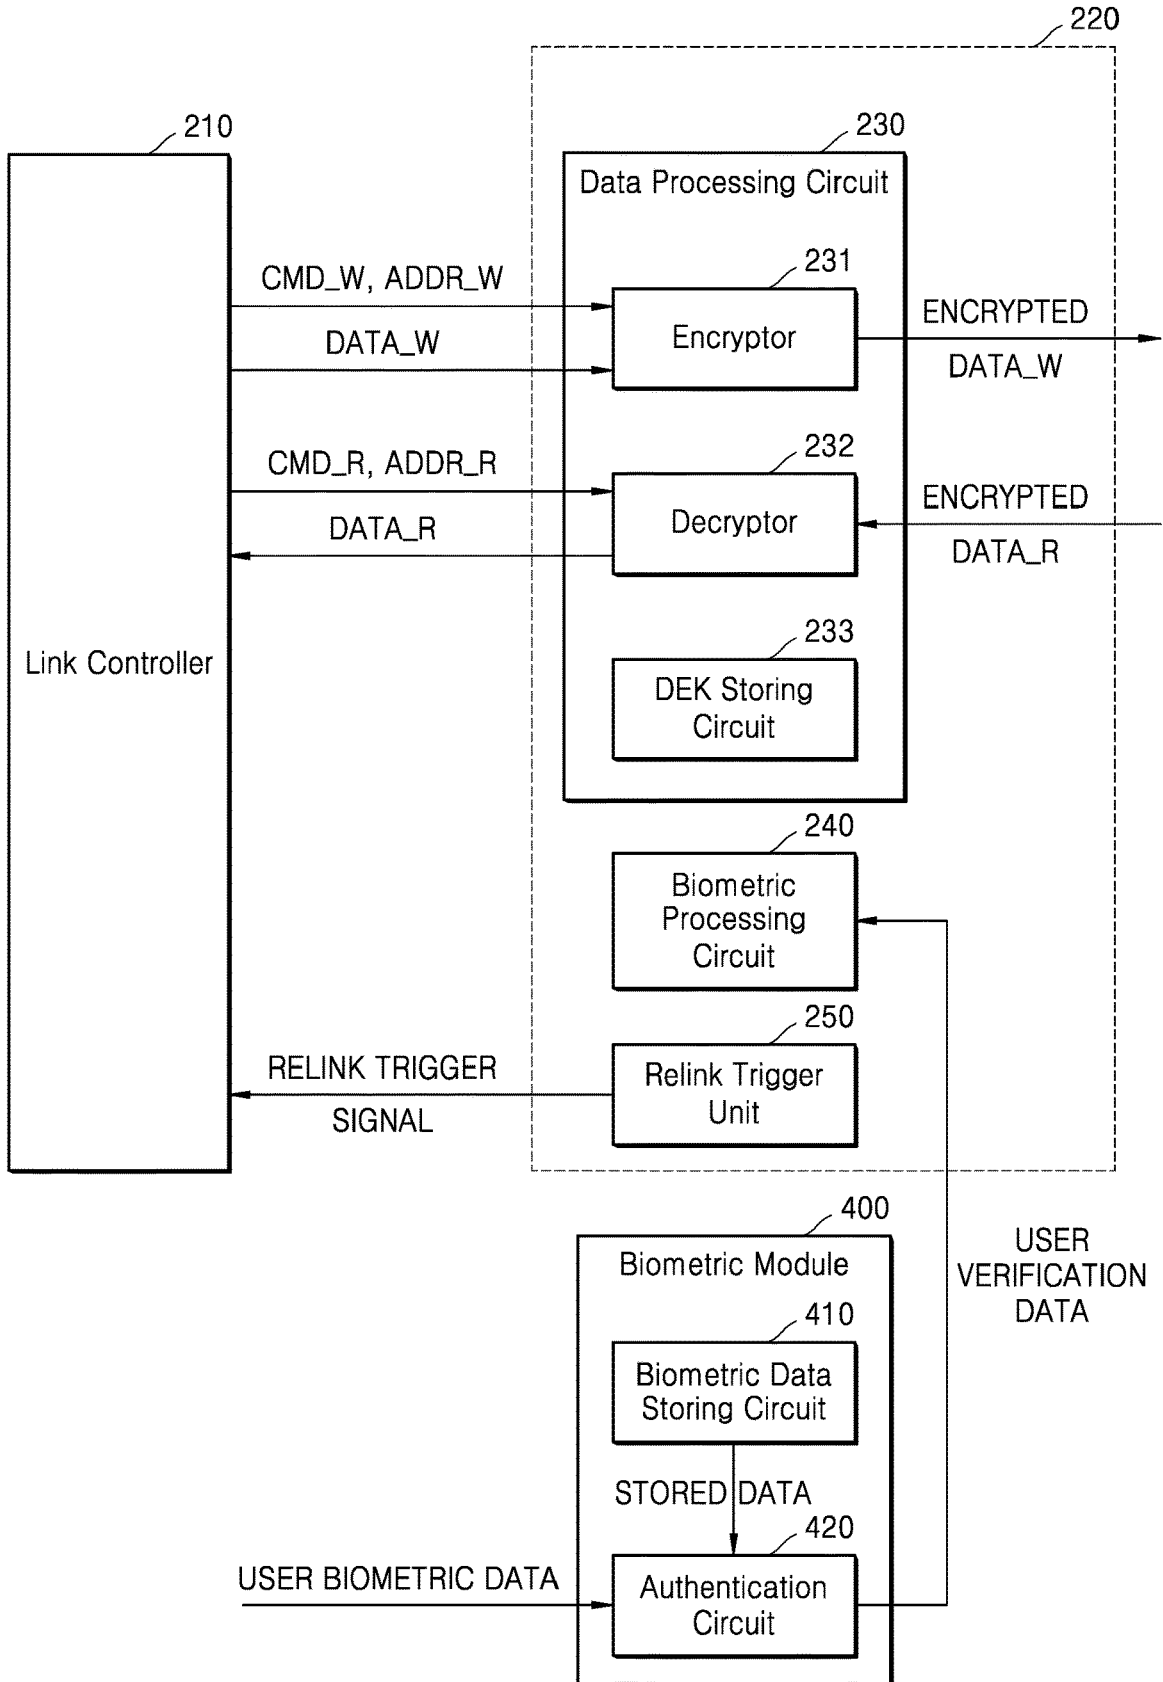 220
210
230
Data Processing Circuit
231
CMD_W, ADDR_W
Encryptor
ENCRYPTED
DATA_W
DATA_W
232
CMD_R, ADDR_R
Decryptor
ENCRYPTED
DATA_R
DATA_R
233
Link Controller
DEK Storing
Circuit
240
Biometric
Processing
Circuit
250
RELINK TRIGGER
SIGNAL
Relink Trigger
Unit
400
Biometric Module
USER
VERIFICATION
DATA
410
Biometric Data
Storing Circuit
STORED DATA
420
USER BIOMETRIC DATA
Authentication
Circuit